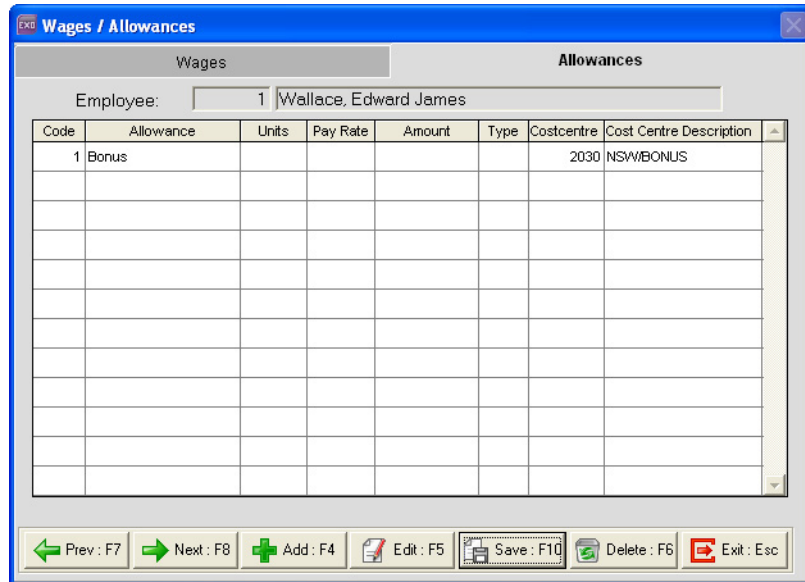 EXO Wages / Allowances
Wages Allowances
Employee: 1 Wallace, Edward James
Code Allowance Units Pay Rate Amount Type Costcentre Cost Centre Description
1 Bonus 2030 NSW/BONUS
Prev : F7 Next : F8 Add : F4 Edit : F5 Save : F10 Delete : F6 Exit : Esc